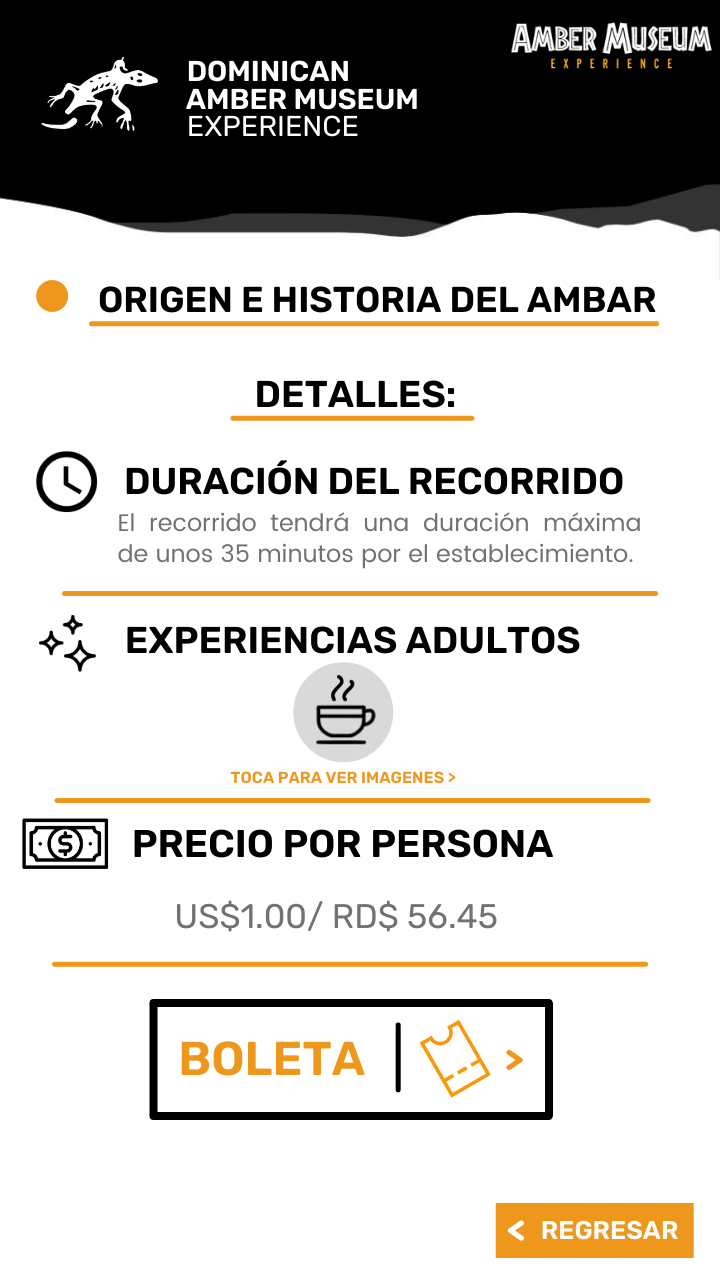 AMBER MUSEUM
EXPERIENCE
DOMINICAN
AMBER MUSEUM
EXPERIENCE
ORIGEN E HISTORIA DEL AMBAR
DETALLES:
DURACIÓN DEL RECORRIDO
El recorrido tendrá una duración máxima
de unos 35 minutos por el establecimiento.
EXPERIENCIAS ADULTOS
TOCA PARA VER IMAGENES >
$
PRECIO POR PERSONA
US$1.00/ RD$ 56.45
BOLETA >
< REGRESAR